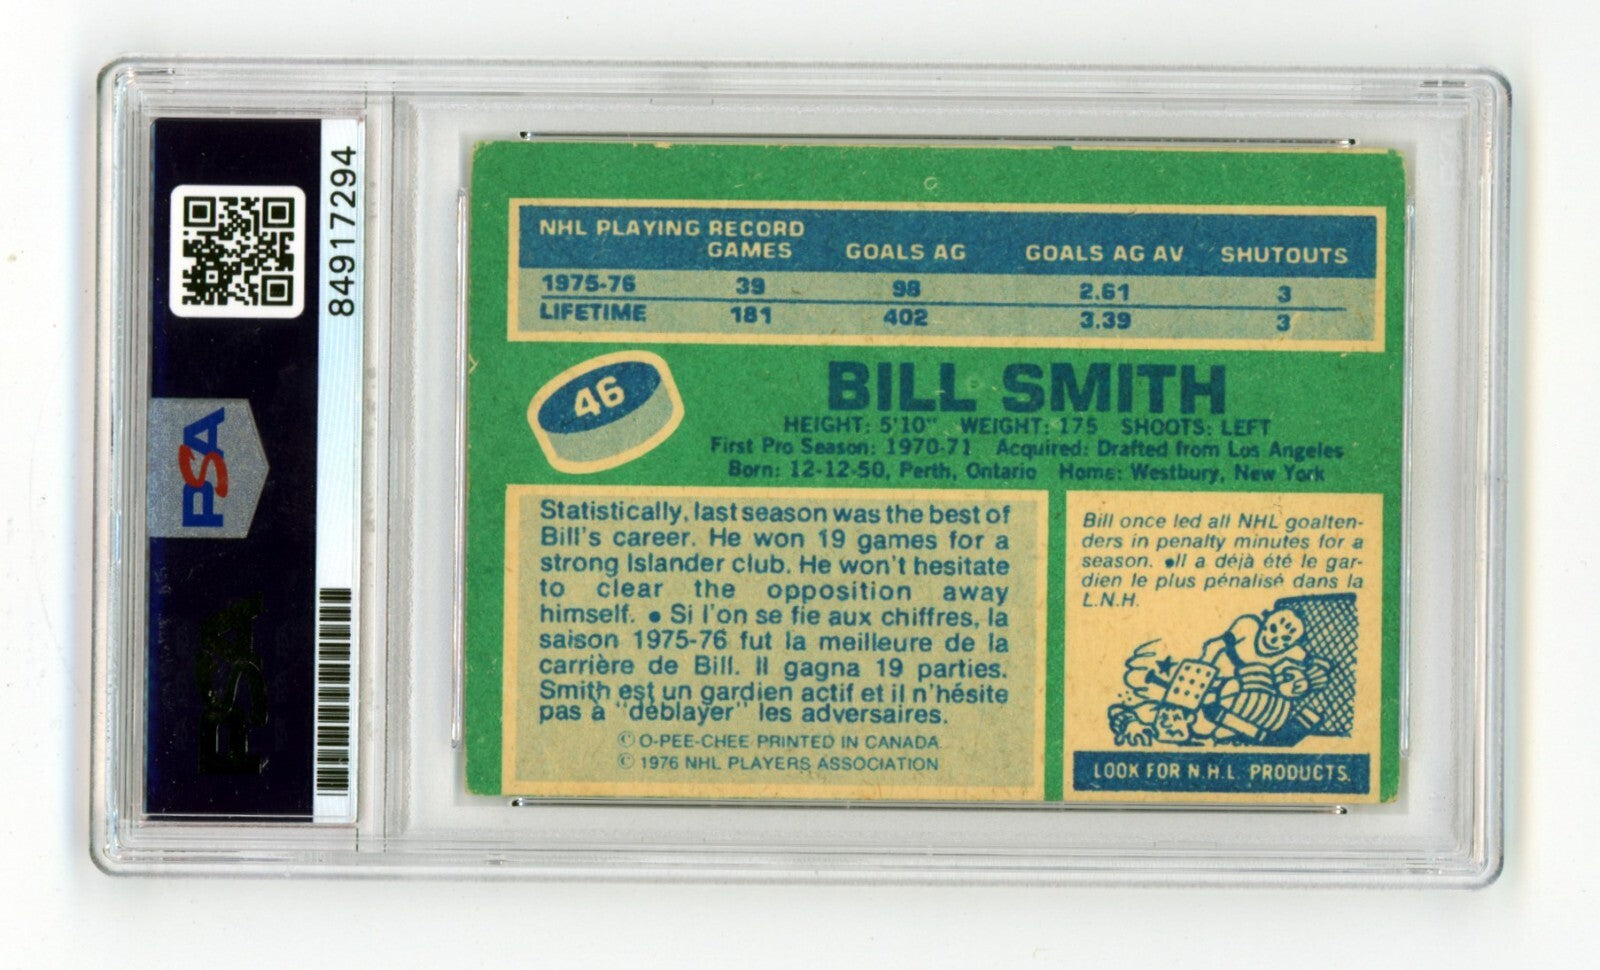 84917294
PSA
PSA
NHL PLAYING RECORD
GAMES GOALS AG GOALS AG AV SHUTOUTS
1975-76 39 98 2.61 3
LIFETIME 181 402 3.39 3
46
BILL SMITH
HEIGHT: 5'10" WEIGHT: 175 SHOOTS: LEFT
First Pro Season: 1970-71 Acquired: Drafted from Los Angeles
Born: 12-12-50, Perth, Ontario Home: Westbury, New York
Statistically, last season was the best of
Bill's career. He won 19 games for a
strong Islander club. He won't hesitate
to clear the opposition away
himself. • Si l'on se fie aux chiffres, la
saison 1975-76 fut la meilleure de la
carrière de Bill. Il gagna 19 parties.
Smith est un gardien actif et il n'hésite
pas à "déblayer" les adversaires.
© O-PEE-CHEE PRINTED IN CANADA
© 1976 NHL PLAYERS ASSOCIATION
Bill once led all NHL goalten-
ders in penalty minutes for a
season. •Il a déjà été le gar-
dien le plus pénalisé dans la
L.N.H.
LOOK FOR N.H.L. PRODUCTS.